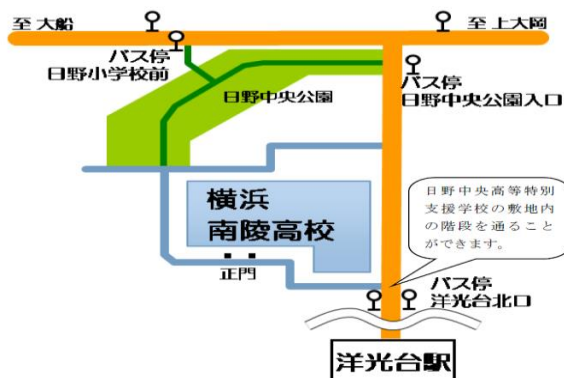 至 大船
至 上大岡
バス停
日野小学校前
バス停
日野中央公園入口
日野中央公園
日野中央高等特別
支援学校の敷地内
の階段を通ること
ができます。
横浜
南陵高校
正門
バス停
洋光台北口
洋光台駅